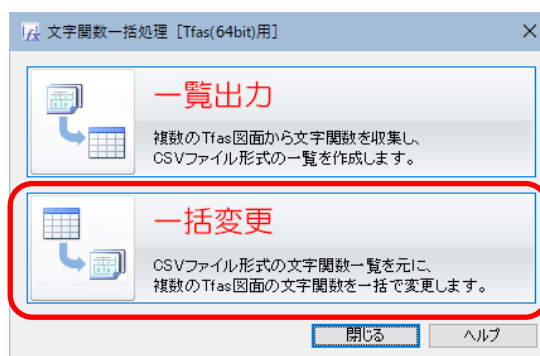 文字関数一括処理 [Tfas(64bit)用]
一覧出力
複数のTfas図面から文字関数を収集し、
CSVファイル形式の一覧を作成します。
一括変更
CSVファイル形式の文字関数一覧を元に、
複数のTfas図面の文字関数を一括で変更します。
閉じる
ヘルプ